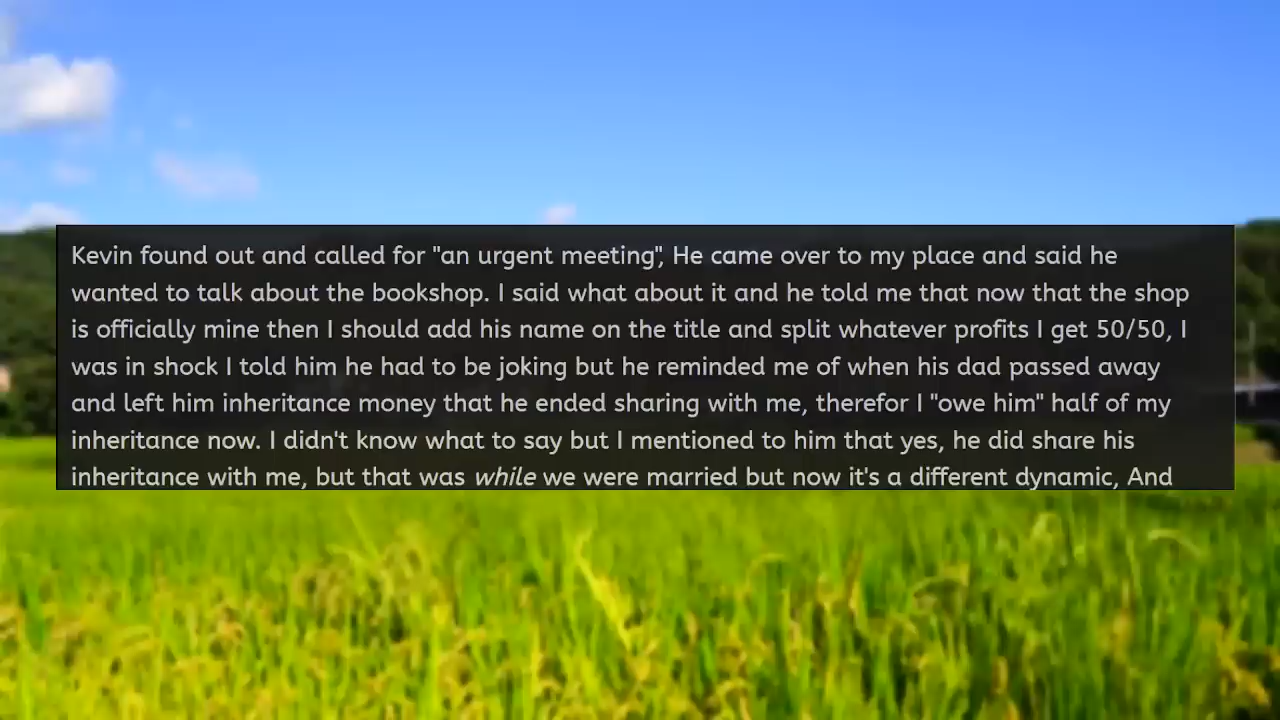 Kevin found out and called for "an urgent meeting", He came over to my place and said he
wanted to talk about the bookshop. I said what about it and he told me that now that the shop
is officially mine then I should add his name on the title and split whatever profits I get 50/50, I
was in shock I told him he had to be joking but he reminded me of when his dad passed away
and left him inheritance money that he ended sharing with me, therefor I "owe him" half of my
inheritance now. I didn't know what to say but I mentioned to him that yes, he did share his
inheritance with me, but that was while we were married but now it's a different dynamic, And